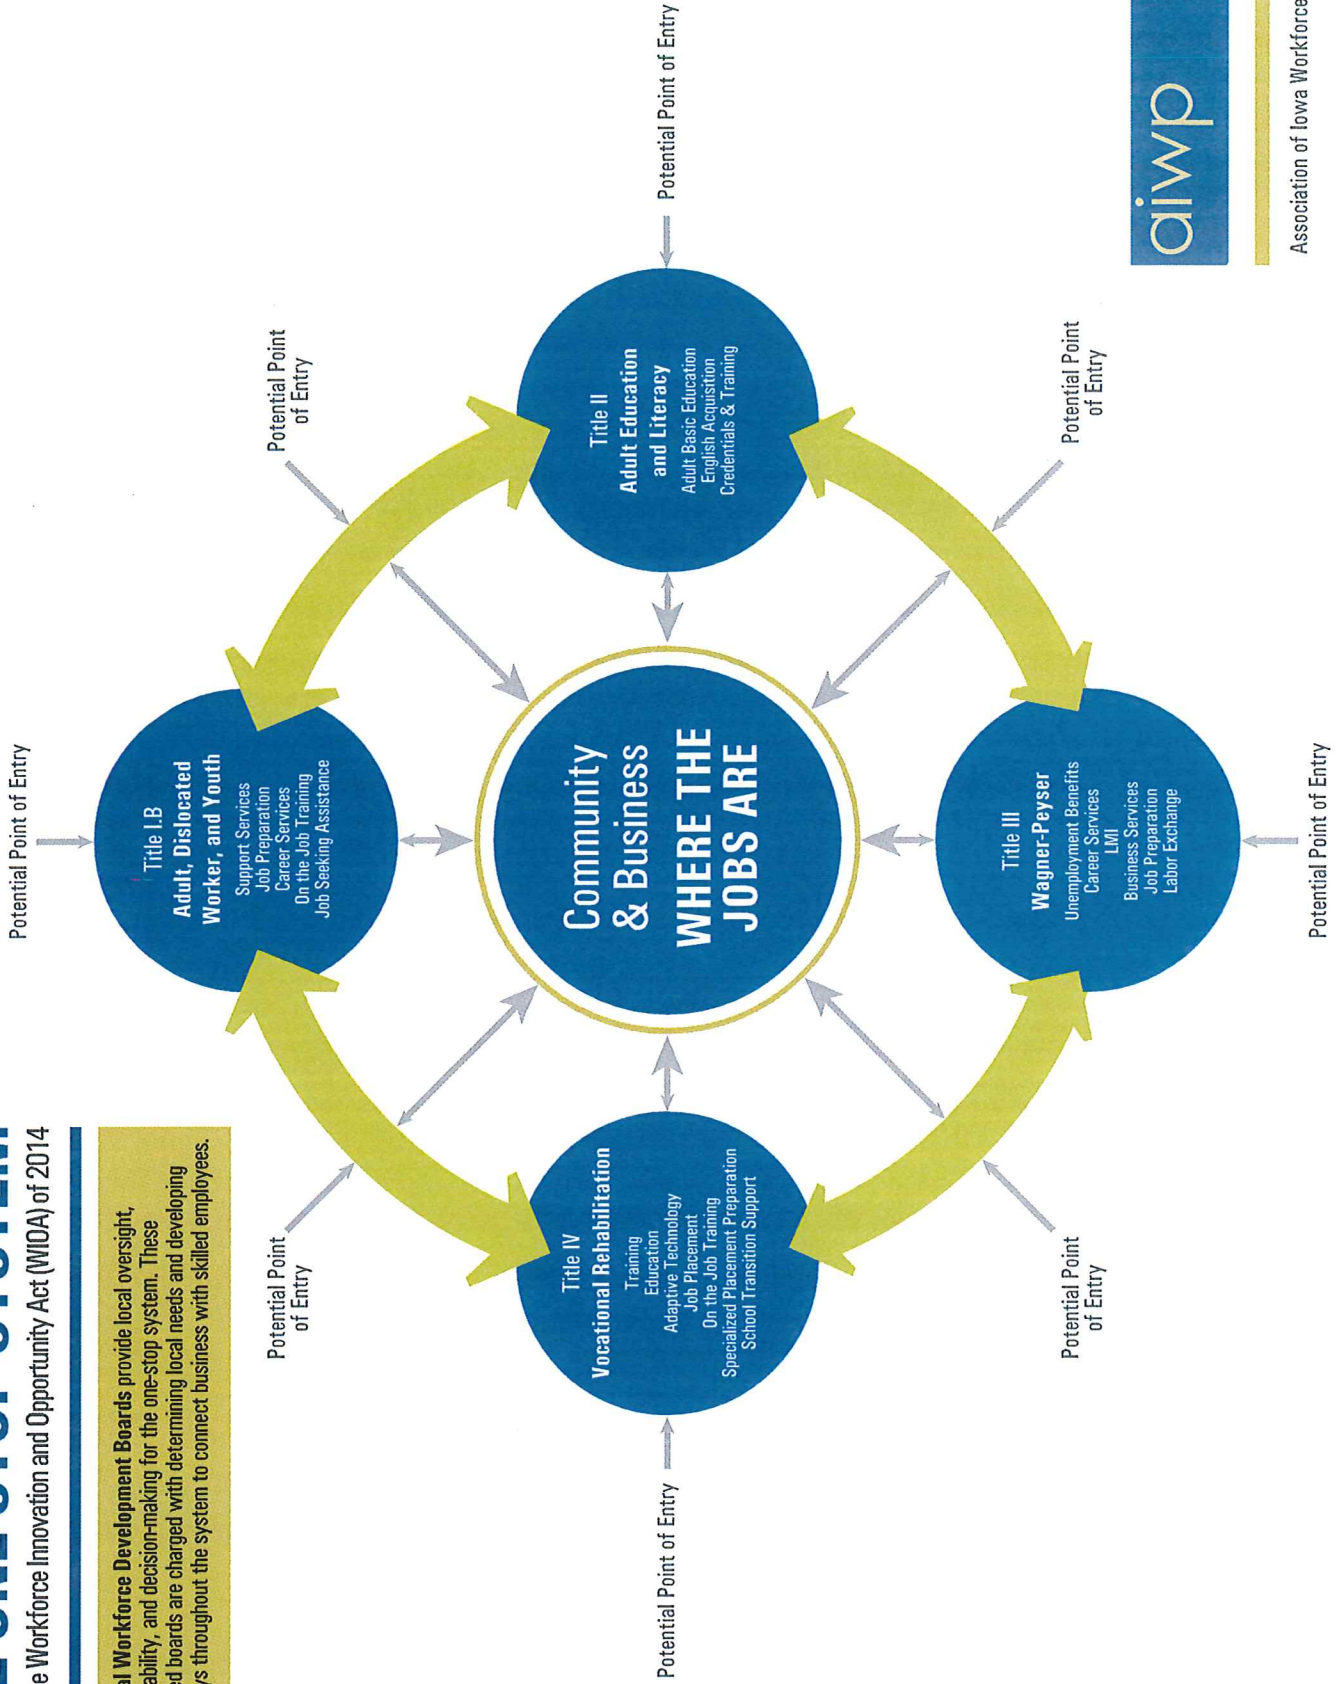 ONE STOP SYSTEM
e Workforce Innovation and Opportunity Act (WIOA) of 2014
al Workforce Development Boards provide local oversight,
ability, and decision-making for the one-stop system. These
ed boards are charged with determining local needs and developing
ys throughout the system to connect business with skilled employees.
Potential Point of Entry
Potential Point
of Entry
Title I.B
Adult, Dislocated
Worker, and Youth
Support Services
Job Preparation
Career Services
On the Job Training
Job Seeking Assistance
Potential Point
of Entry
Potential Point of Entry
Title IV
Vocational Rehabilitation
Training
Education
Adaptive Technology
Job Placement
On the Job Training
Specialized Placement Preparation
School Transition Support
Community
& Business
WHERE THE
JOBS ARE
Title II
Adult Education
and Literacy
Adult Basic Education
English Acquisition
Credentials & Training
Potential Point of Entry
Potential Point
of Entry
Title III
Wagner-Peyser
Unemployment Benefits
Career Services
LMI
Business Services
Job Preparation
Labor Exchange
Potential Point
of Entry
Potential Point of Entry
aiwp
Association of Iowa Workforce